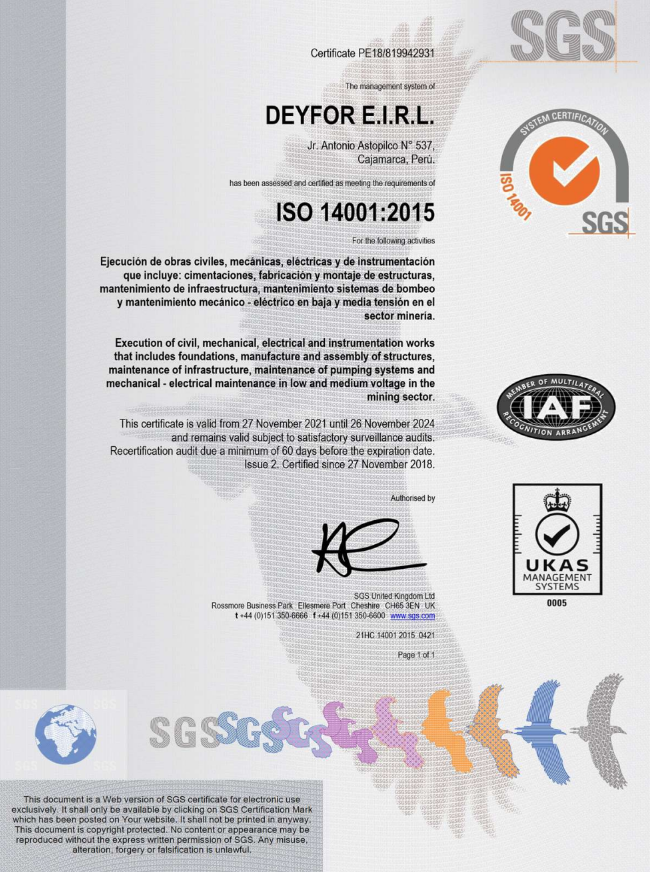 SGS
Certificate PE18/819942931
The management system of
DEYFOR E.I.R.L.
Jr. Antonio Astopilco N° 537,
Cajamarca, Perú.
has been assessed and certified as meeting the requirements of
ISO 14001:2015
For the following activities
Ejecución de obras civiles, mecánicas, eléctricas y de instrumentación
que incluye: cimentaciones, fabricación y montaje de estructuras,
mantenimiento de infraestructura, mantenimiento sistemas de bombeo
y mantenimiento mecánico - eléctrico en baja y media tensión en el
sector minería.
Execution of civil, mechanical, electrical and instrumentation works
that includes foundations, manufacture and assembly of structures,
maintenance of infrastructure, maintenance of pumping systems and
mechanical - electrical maintenance in low and medium voltage in the
mining sector.
This certificate is valid from 27 November 2021 until 26 November 2024
and remains valid subject to satisfactory surveillance audits.
Recertification audit due a minimum of 60 days before the expiration date.
Issue 2. Certified since 27 November 2018.
Authorised by
SGS United Kingdom Ltd
Rossmore Business Park Ellesmere Port Cheshire CH65 3EN UK
t +44 (0)151 350-6666 f +44 (0)151 350-6600 www.sgs.com
21HC 14001 2015 0421
Page 1 of 1
SYSTEM CERTIFICATION
ISO 14001
SGS
MEMBER OF MULTILATERAL
IAF
RECOGNITION ARRANGEMENT
UKAS
MANAGEMENT
SYSTEMS
0005
SGS SGS SGS
SGS SGS
SGS SGS
This document is a Web version of SGS certificate for electronic use
exclusively. It shall only be available by clicking on SGS Certification Mark
which has been posted on Your website. It shall not be printed in anyway.
This document is copyright protected. No content or appearance may be
reproduced without the express written permission of SGS. Any misuse,
alteration, forgery or falsification is unlawful.